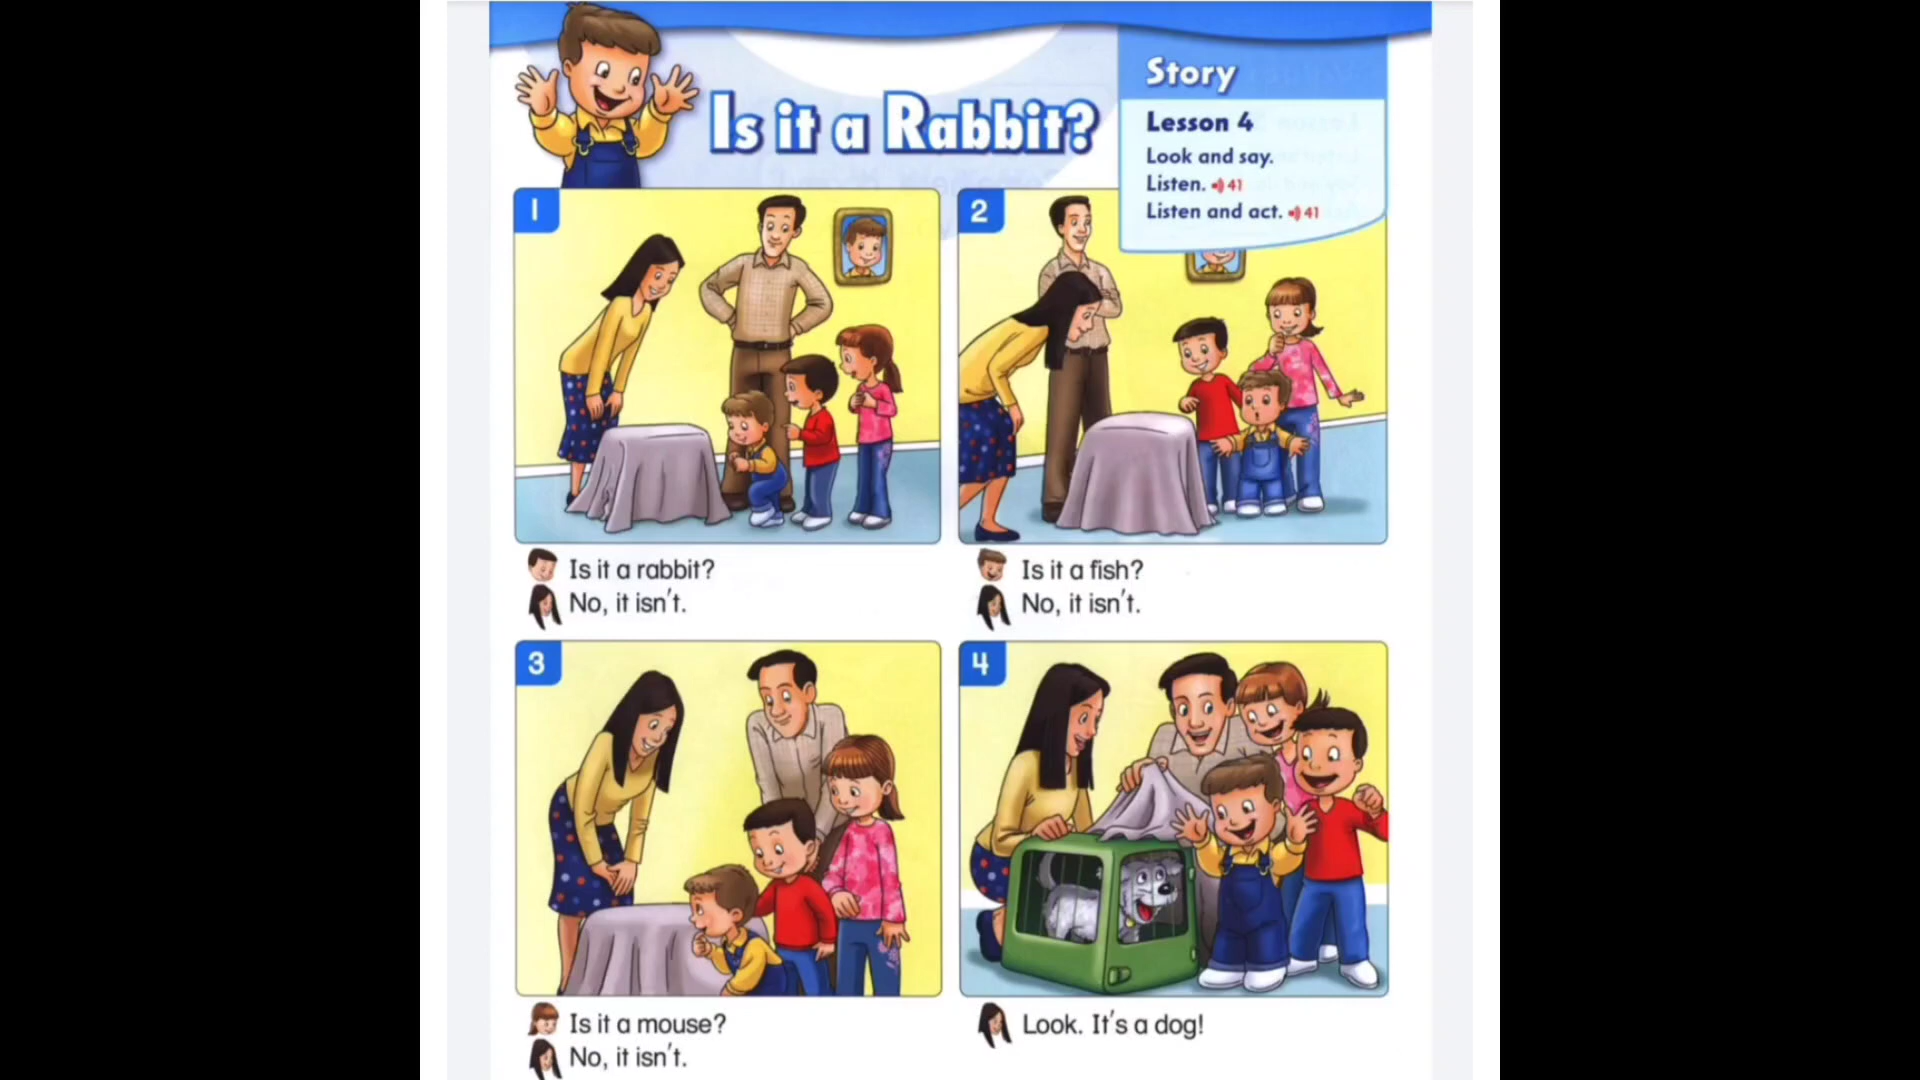 Is it a Rabbit?
Story
Lesson 4
Look and say.
Listen. 41
Listen and act. 41
1
Is it a rabbit?
No, it isn't.
2
Is it a fish?
No, it isn't.
3
Is it a mouse?
No, it isn't.
4
Look. It's a dog!